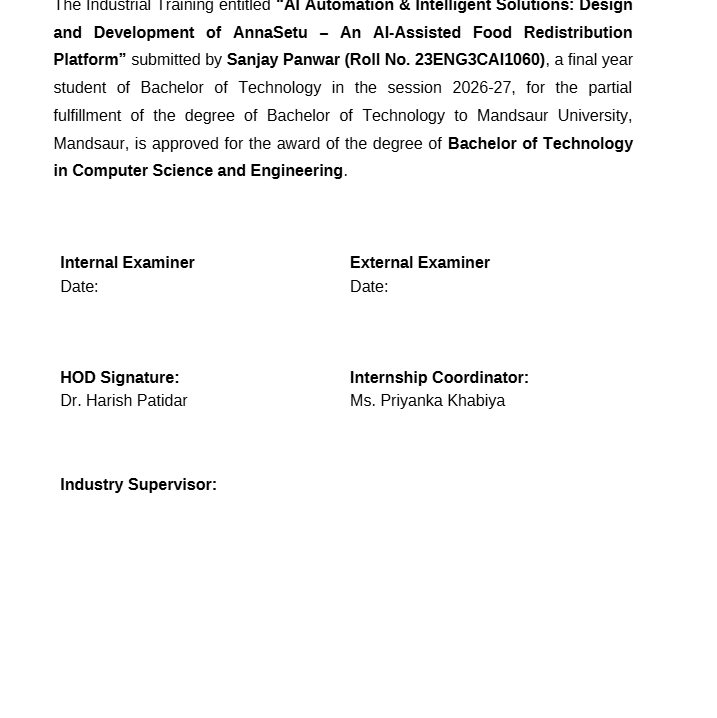 The Industrial Training entitled “AI Automation & Intelligent Solutions: Design
and Development of AnnaSetu – An AI-Assisted Food Redistribution
Platform” submitted by Sanjay Panwar (Roll No. 23ENG3CAI1060), a final year
student of Bachelor of Technology in the session 2026-27, for the partial
fulfillment of the degree of Bachelor of Technology to Mandsaur University,
Mandsaur, is approved for the award of the degree of Bachelor of Technology
in Computer Science and Engineering.
Internal Examiner
Date:
External Examiner
Date:
HOD Signature:
Dr. Harish Patidar
Internship Coordinator:
Ms. Priyanka Khabiya
Industry Supervisor: